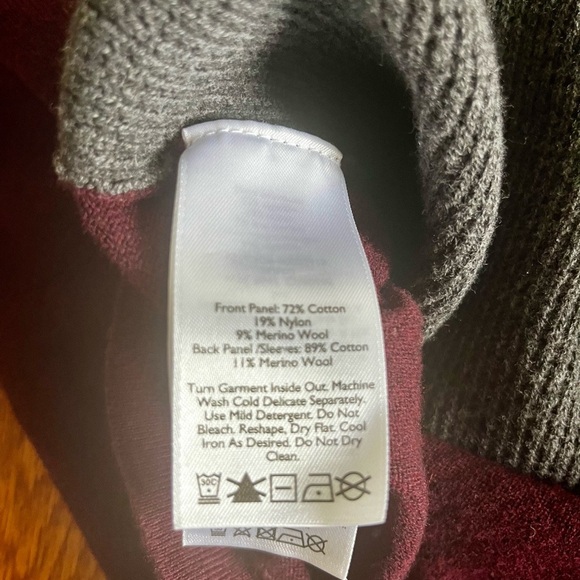 Front Panel: 72% Cotton
19% Nylon
9% Merino Wool
Back Panel /Sleeves: 89% Cotton
11% Merino Wool
Turn Garment Inside Out. Machine
Wash Cold Delicate Separately.
Use Mild Detergent. Do Not
Bleach. Reshape, Dry Flat. Cool
Iron As Desired. Do Not Dry
Clean.
30C